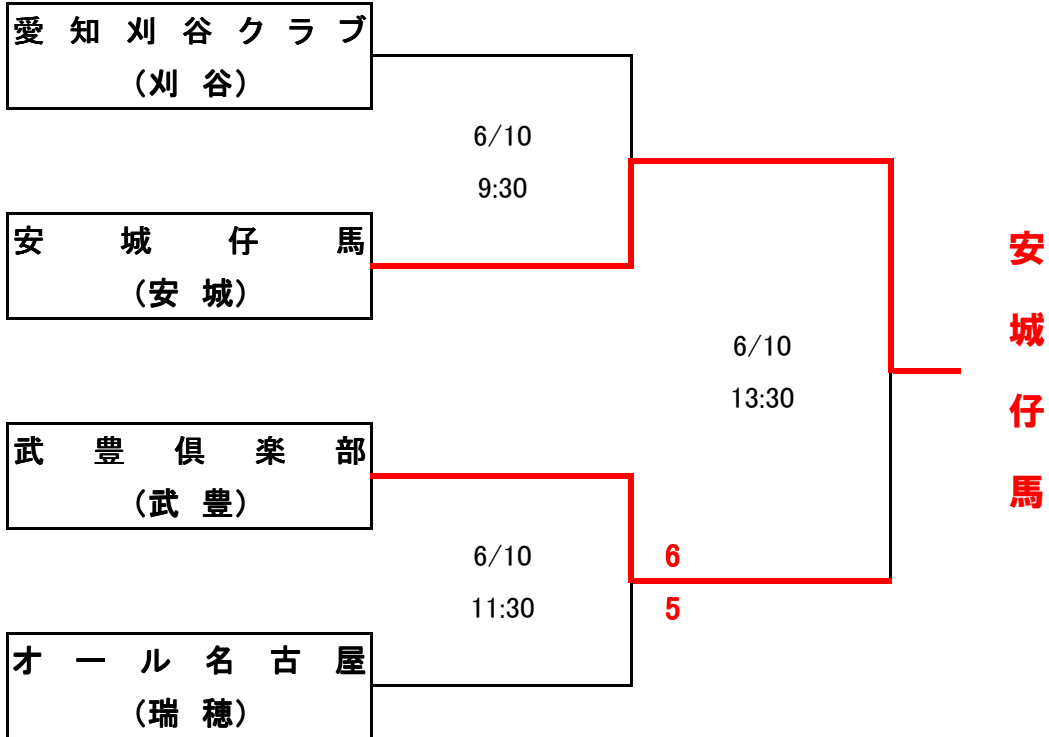 愛知刈谷クラブ
(刈谷)
6/10
9:30
安城仔馬
(安城)
6/10
13:30
安城仔馬
武豊倶楽部
(武豊)
6/10
11:30
6
5
オール名古屋
(瑞穂)